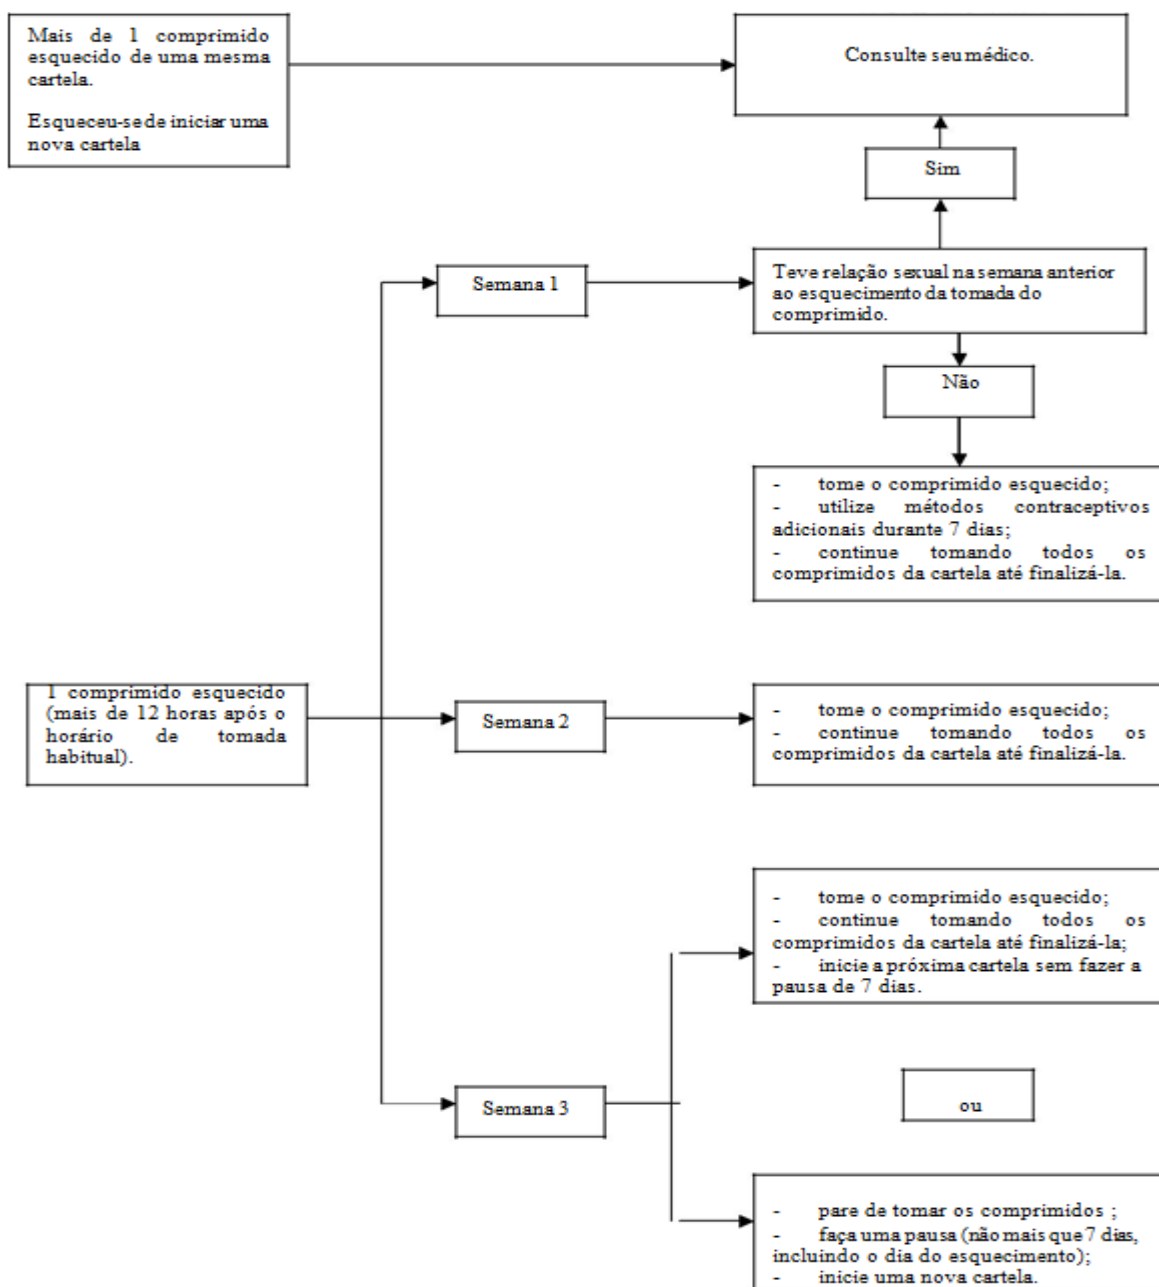 Mais de 1 comprimido
esquecido de uma mesma
cartela.
Esqueceu-se de iniciar uma
nova cartela
Consulte seu médico.
Sim
Semana 1
Teve relação sexual na semana anterior
ao esquecimento da tomada do
comprimido.
Não
- tome o comprimido esquecido;
- utilize métodos contraceptivos
adicionais durante 7 dias;
- continue tomando todos os
comprimidos da cartela até finalizá-la.
1 comprimido esquecido
(mais de 12 horas após o
horário de tomada
habitual).
Semana 2
- tome o comprimido esquecido;
- continue tomando todos os
comprimidos da cartela até finalizá-la.
- tome o comprimido esquecido;
- continue tomando todos os
comprimidos da cartela até finalizá-la;
- inicie a próxima cartela sem fazer a
pausa de 7 dias.
Semana 3
ou
- pare de tomar os comprimidos ;
- faça uma pausa (não mais que 7 dias,
incluindo o dia do esquecimento);
- inicie uma nova cartela.